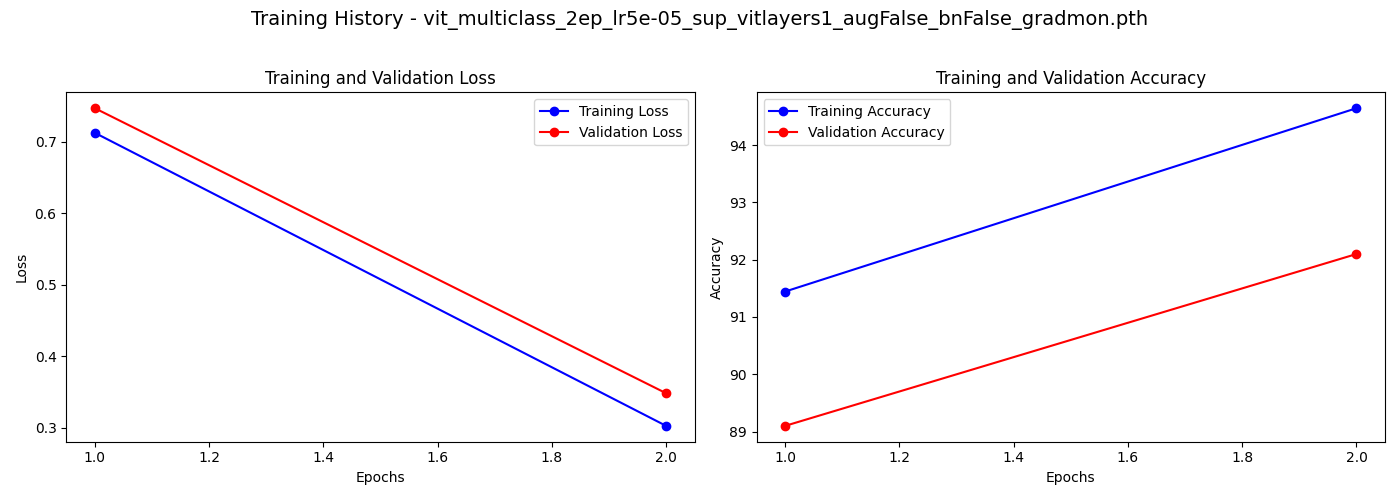 Training History - vit_multiclass_2ep_lr5e-05_sup_vitlayers1_augFalse_bnFalse_gradmon.pth
Training and Validation Loss
Training Loss
Validation Loss
Loss
0.7
0.6
0.5
0.4
0.3
1.0 1.2 1.4 1.6 1.8 2.0
Epochs
Training and Validation Accuracy
Training Accuracy
Validation Accuracy
Accuracy
94
93
92
91
90
89
1.0 1.2 1.4 1.6 1.8 2.0
Epochs